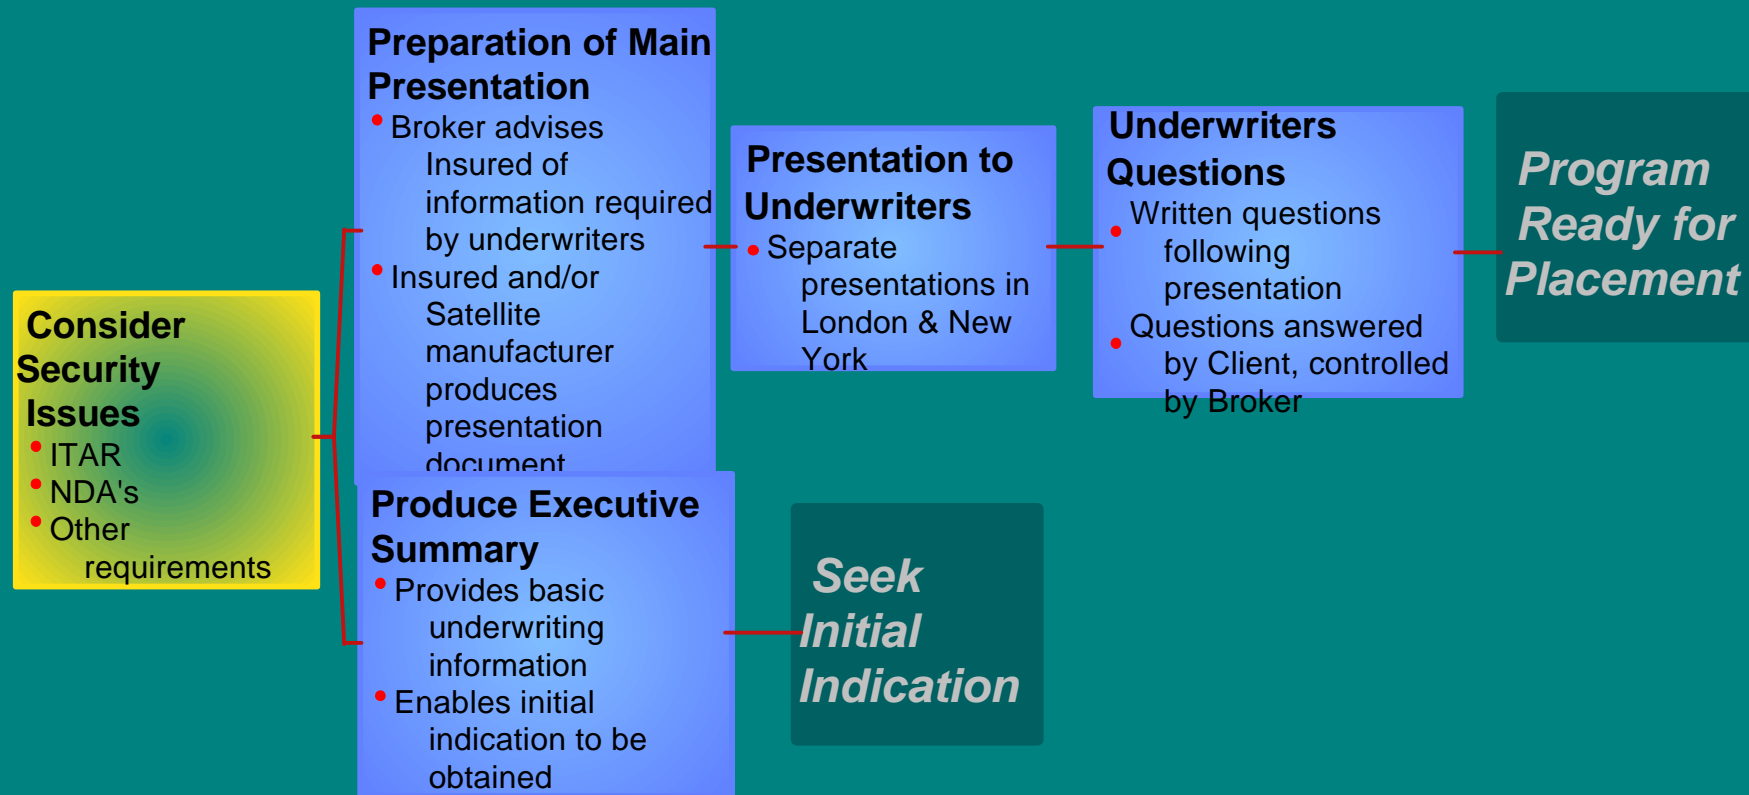 Consider
Security
Issues
• ITAR
• NDA's
• Other
requirements
Preparation of Main
Presentation
• Broker advises
Insured of
information required
by underwriters
• Insured and/or
Satellite
manufacturer
produces
presentation
document
Presentation to
Underwriters
• Separate
presentations in
London & New
York
Underwriters
Questions
• Written questions
following
presentation
• Questions answered
by Client, controlled
by Broker
Program
Ready for
Placement
Produce Executive
Summary
• Provides basic
underwriting
information
• Enables initial
indication to be
obtained
Seek
Initial
Indication